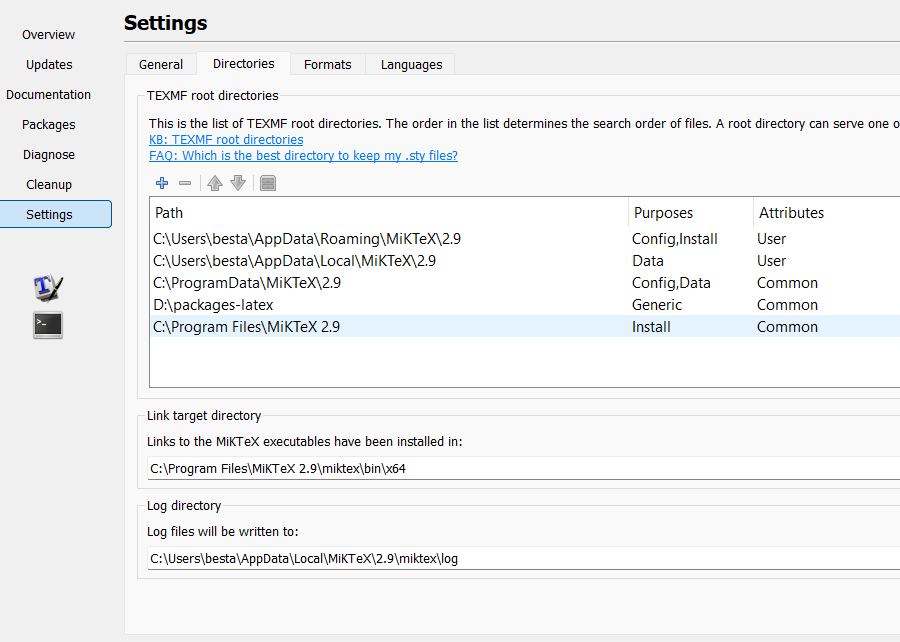 Settings
Overview
Updates
Documentation
Packages
Diagnose
Cleanup
Settings
General Directories Formats Languages
TEXMF root directories
This is the list of TEXMF root directories. The order in the list determines the search order of files. A root directory can serve one o
KB: TEXMF root directories
FAQ: Which is the best directory to keep my .sty files?
Path Purposes Attributes
C:\Users\besta\AppData\Roaming\MiKTeX\2.9 Config,Install User
C:\Users\besta\AppData\Local\MiKTeX\2.9 Data User
C:\ProgramData\MiKTeX\2.9 Config,Data Common
D:\packages-latex Generic Common
C:\Program Files\MiKTeX 2.9 Install Common
Link target directory
Links to the MiKTeX executables have been installed in:
C:\Program Files\MiKTeX 2.9\miktex\bin\x64
Log directory
Log files will be written to:
C:\Users\besta\AppData\Local\MiKTeX\2.9\miktex\log